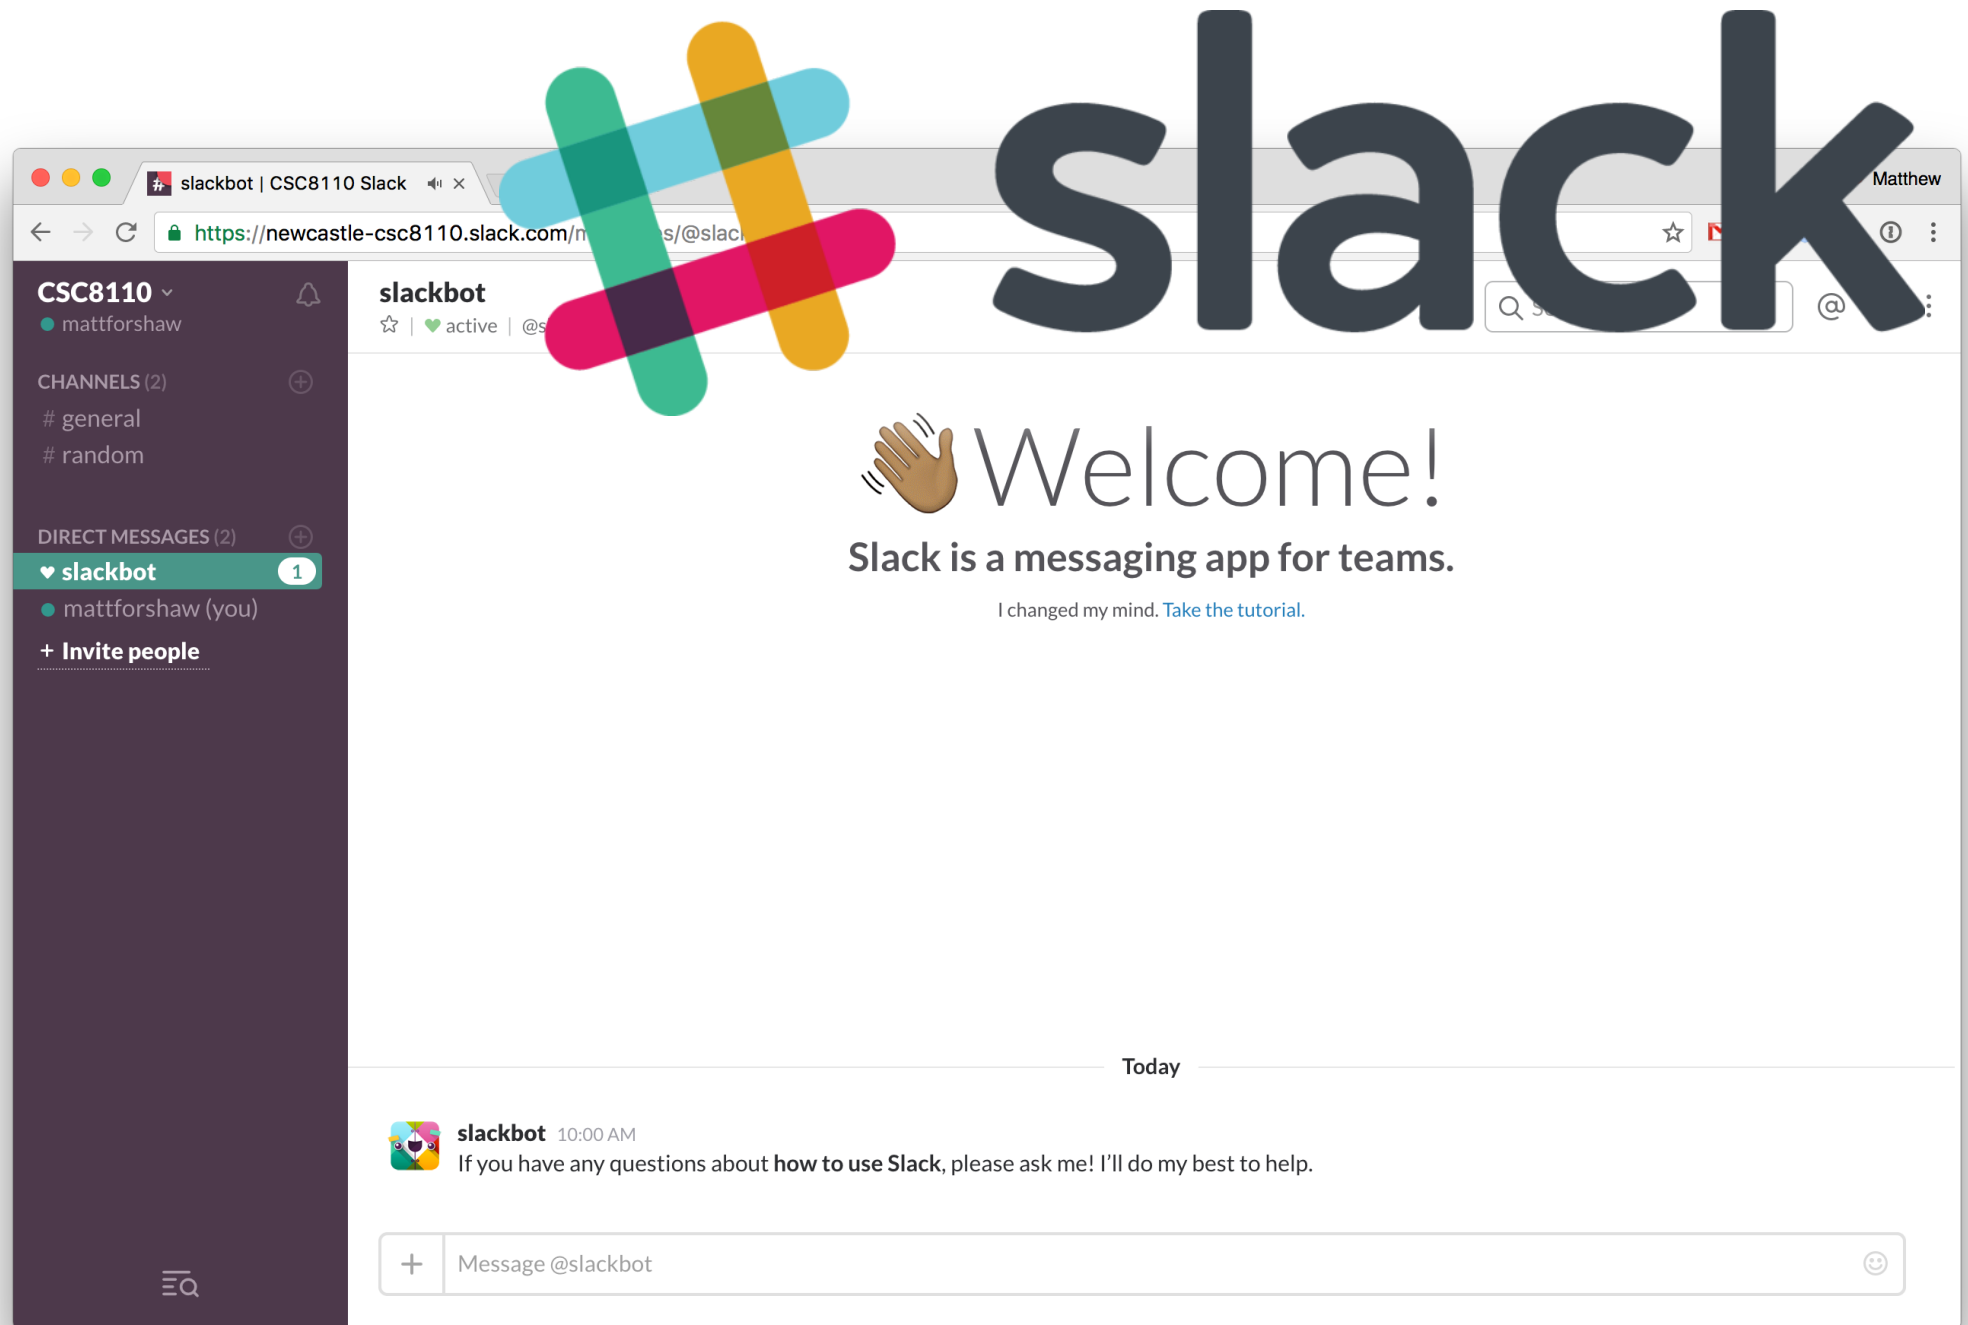 slack
slackbot | CSC8110 Slack
Matthew
https://newcastle-csc8110.slack.com/
CSC8110
mattforshaw
CHANNELS (2)
# general
# random
DIRECT MESSAGES (2)
slackbot 1
mattforshaw (you)
+ Invite people
slackbot
active
Welcome!
Slack is a messaging app for teams.
I changed my mind. Take the tutorial.
Today
slackbot 10:00 AM
If you have any questions about how to use Slack, please ask me! I’ll do my best to help.
Message @slackbot